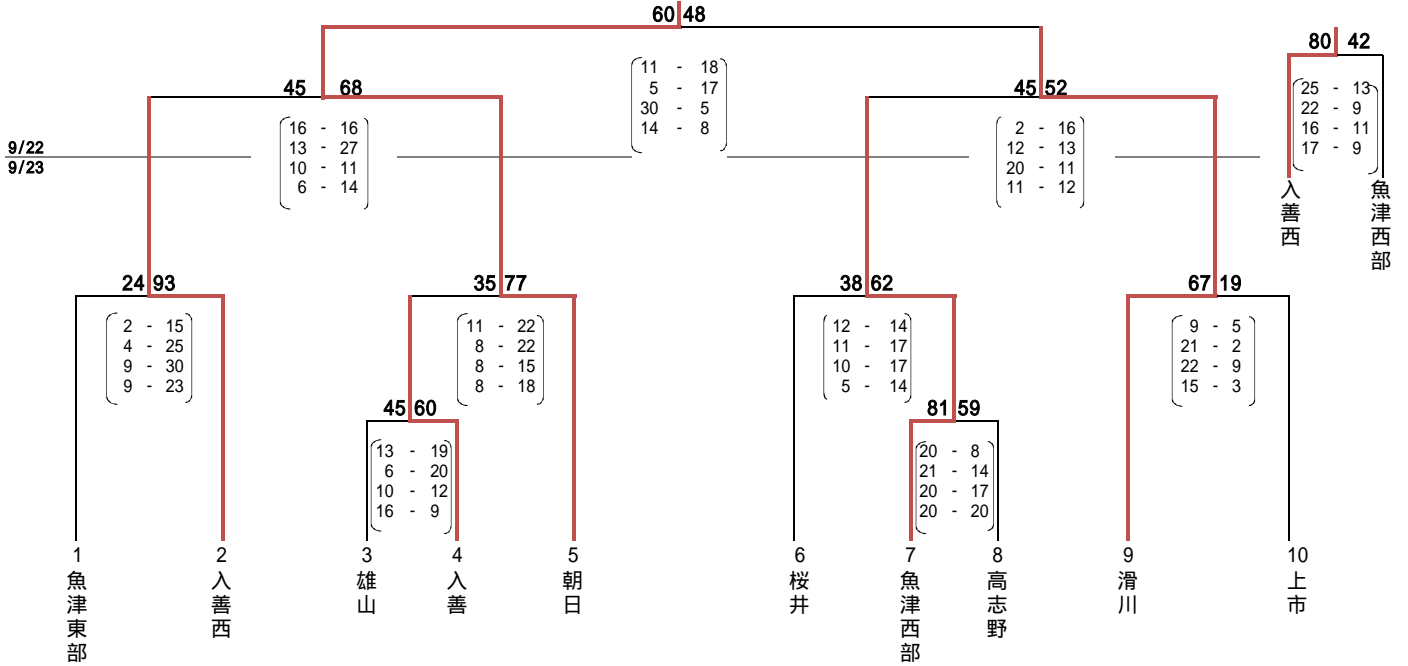 60 48
80 42
11 - 18
5 - 17
30 - 5
14 - 8
45 68
45 52
25 - 13
22 - 9
16 - 11
17 - 9
16 - 16
13 - 27
10 - 11
6 - 14
2 - 16
12 - 13
20 - 11
11 - 12
9/22
9/23
入善西
魚津西部
24 93
35 77
38 62
67 19
2 - 15
4 - 25
9 - 30
9 - 23
11 - 22
8 - 22
8 - 15
8 - 18
12 - 14
11 - 17
10 - 17
5 - 14
9 - 5
21 - 2
22 - 9
15 - 3
45 60
81 59
13 - 19
6 - 20
10 - 12
16 - 9
20 - 8
21 - 14
20 - 17
20 - 20
1
魚津東部
2
入善西
3
雄山
4
入善
5
朝日
6
桜井
7
魚津西部
8
高志野
9
滑川
10
上市